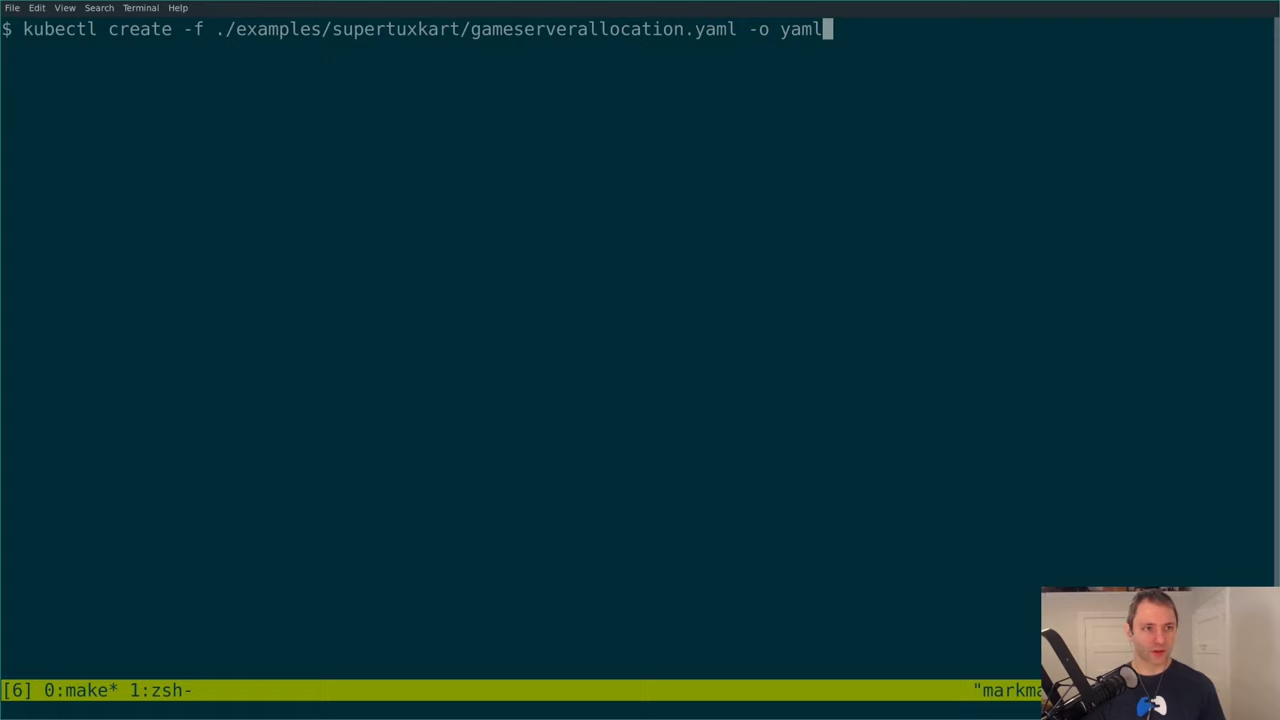 File Edit View Search Terminal Help
$ kubectl create -f ./examples/supertuxkart/gameserverallocation.yaml -o yaml
[6] 0:make* 1:zsh- "markma